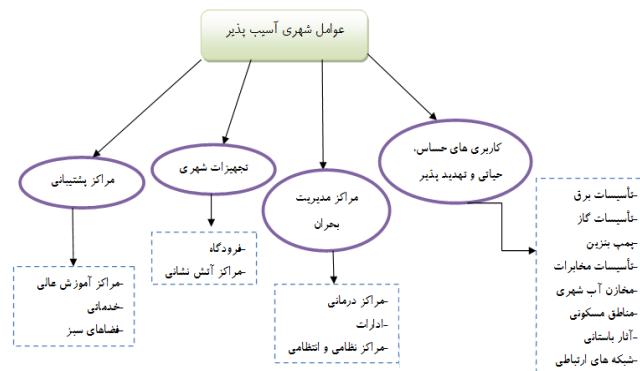 عوامل شهری آسیب پذیر
کاربری های حساس،
حیاتی و تهدید پذیر
-تأسیسات برق
-تأسیسات گاز
-پمپ بنزین
-تأسیسات مخابرات
-مخازن آب شهری
-مناطق مسکونی
-آثار باستانی
-شبکه های ارتباطی
مراکز مدیریت
بحران
-مراکز درمانی
-ادارات
-مراکز نظامی و انتظامی
تجهیزات شهری
-فرودگاه
-مراکز آتش نشانی
مراکز پشتیبانی
-مراکز آموزش عالی
-خدماتی
-فضاهای سبز